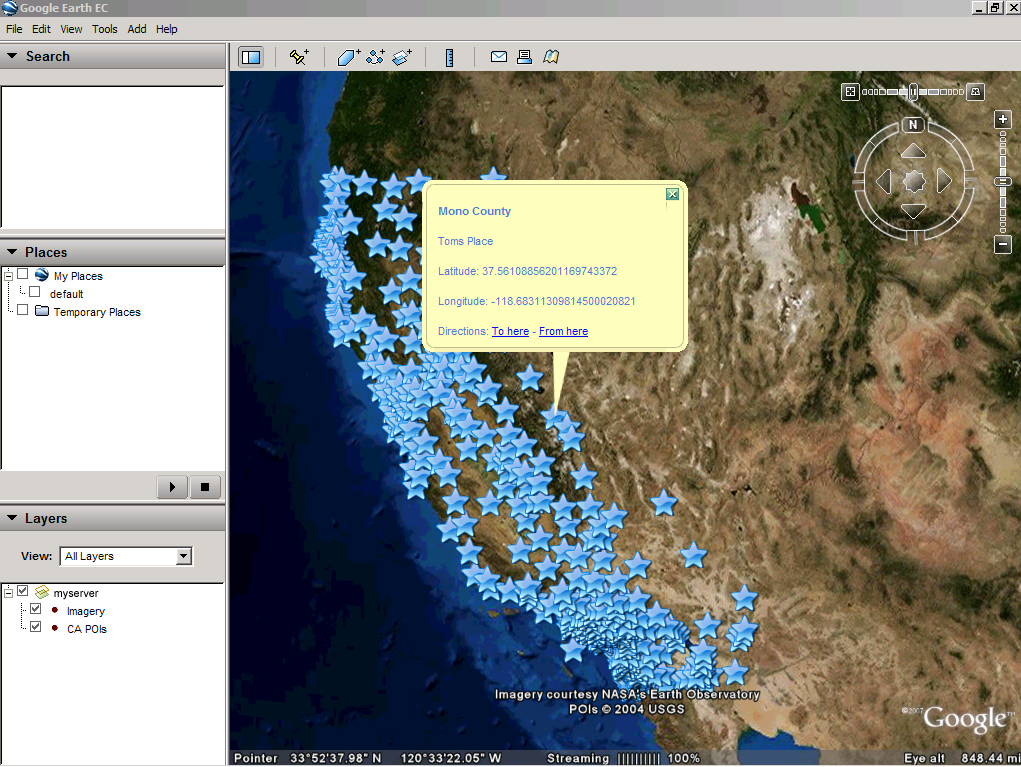 Google Earth EC
File Edit View Tools Add Help
Search
Places
My Places
default
Temporary Places
Layers
View: All Layers
myserver
Imagery
CA POIs
N
Mono County
Toms Place
Latitude: 37.56108856201169743372
Longitude: -118.68311309814500020821
Directions: To here - From here
Imagery courtesy NASA's Earth Observatory
POIs © 2004 USGS
©2007 Google™
Pointer 33°52'37.98" N 120°33'22.05" W Streaming |||||||||| 100% Eye alt 848.44 mi